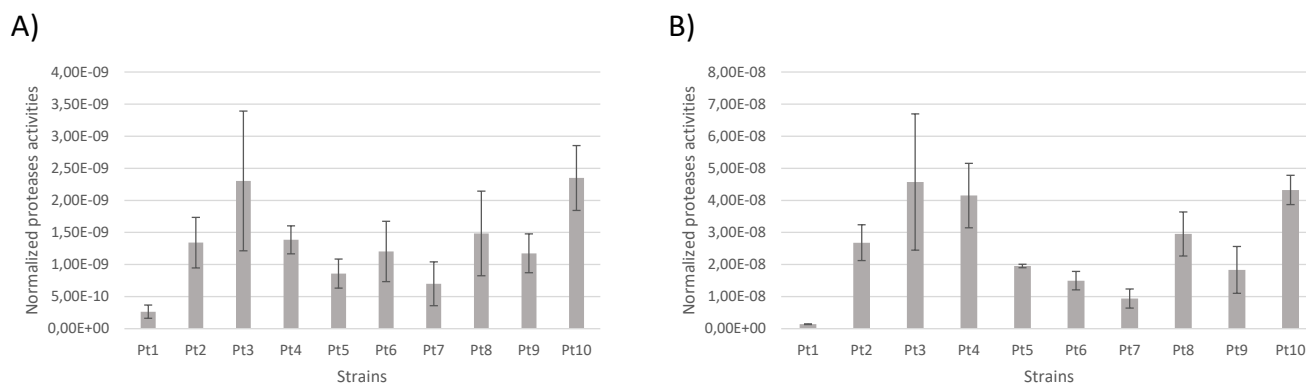 A)
Normalized proteases activities
4,00E-09
3,50E-09
3,00E-09
2,50E-09
2,00E-09
1,50E-09
1,00E-09
5,00E-10
0,00E+00
Pt1 Pt2 Pt3 Pt4 Pt5 Pt6 Pt7 Pt8 Pt9 Pt10
Strains
B)
Normalized proteases activities
8,00E-08
7,00E-08
6,00E-08
5,00E-08
4,00E-08
3,00E-08
2,00E-08
1,00E-08
0,00E+00
Pt1 Pt2 Pt3 Pt4 Pt5 Pt6 Pt7 Pt8 Pt9 Pt10
Strains